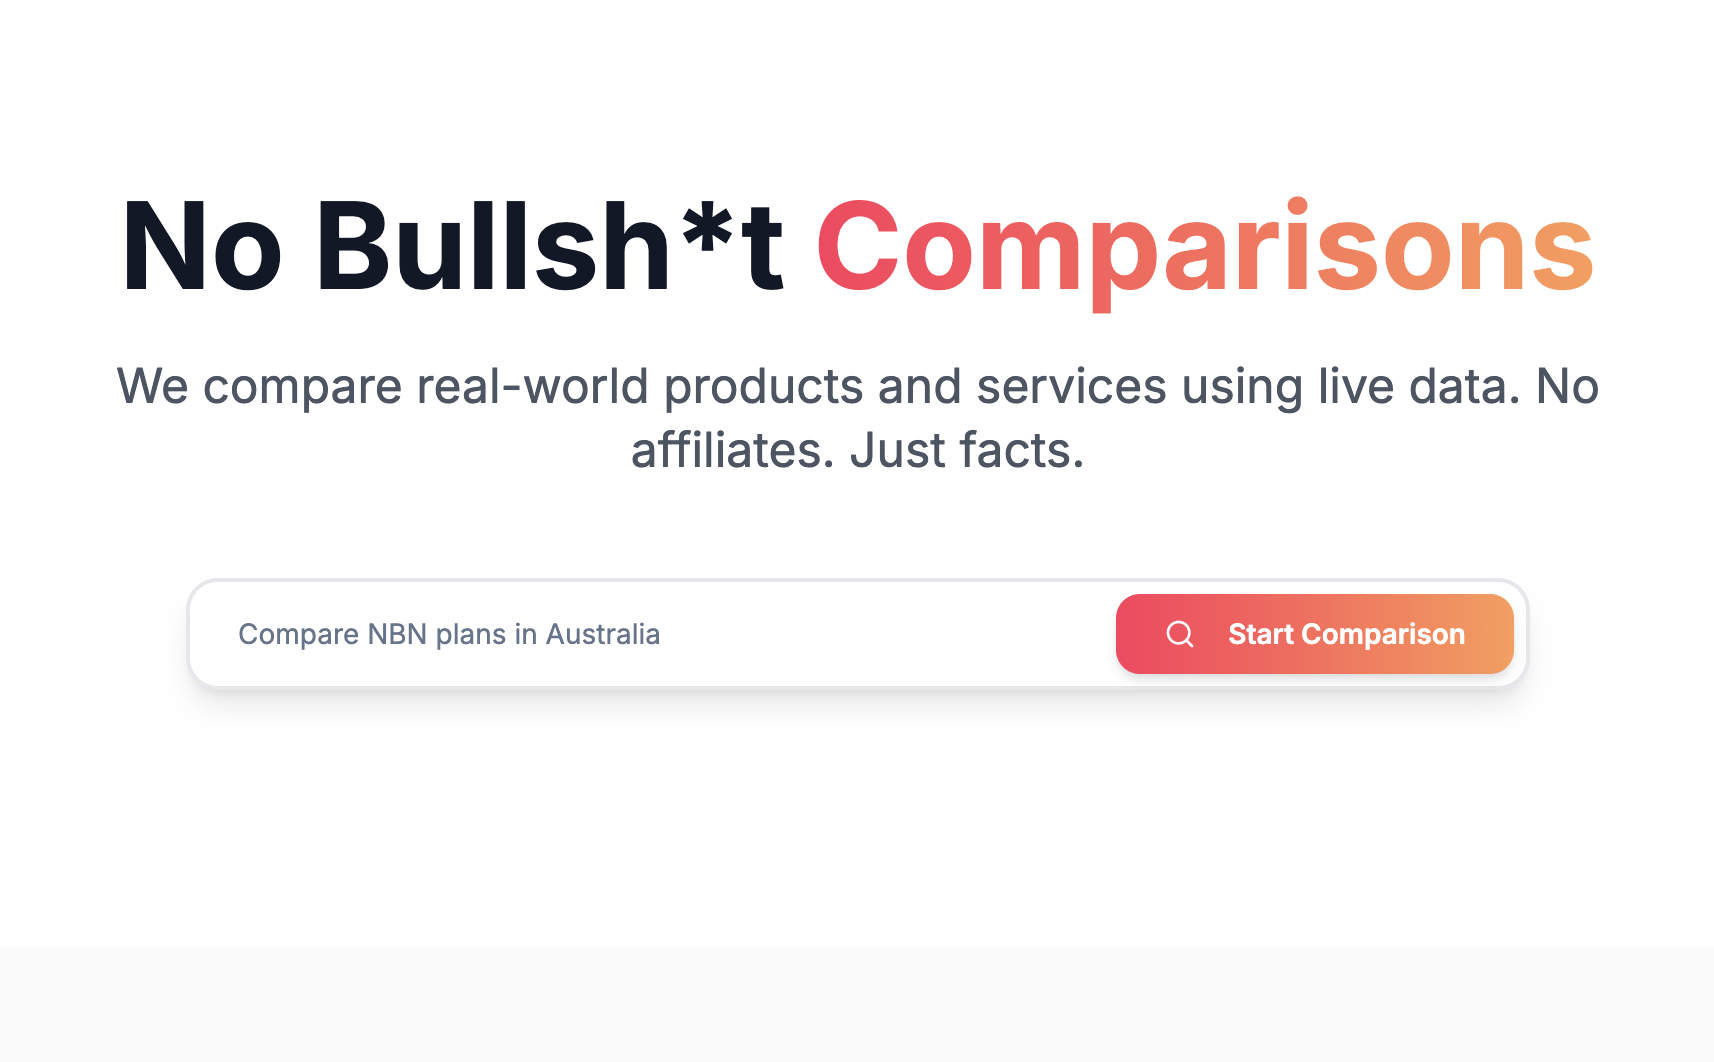 No Bullsh*t Comparisons
We compare real-world products and services using live data. No
affiliates. Just facts.
Compare NBN plans in Australia
Start Comparison